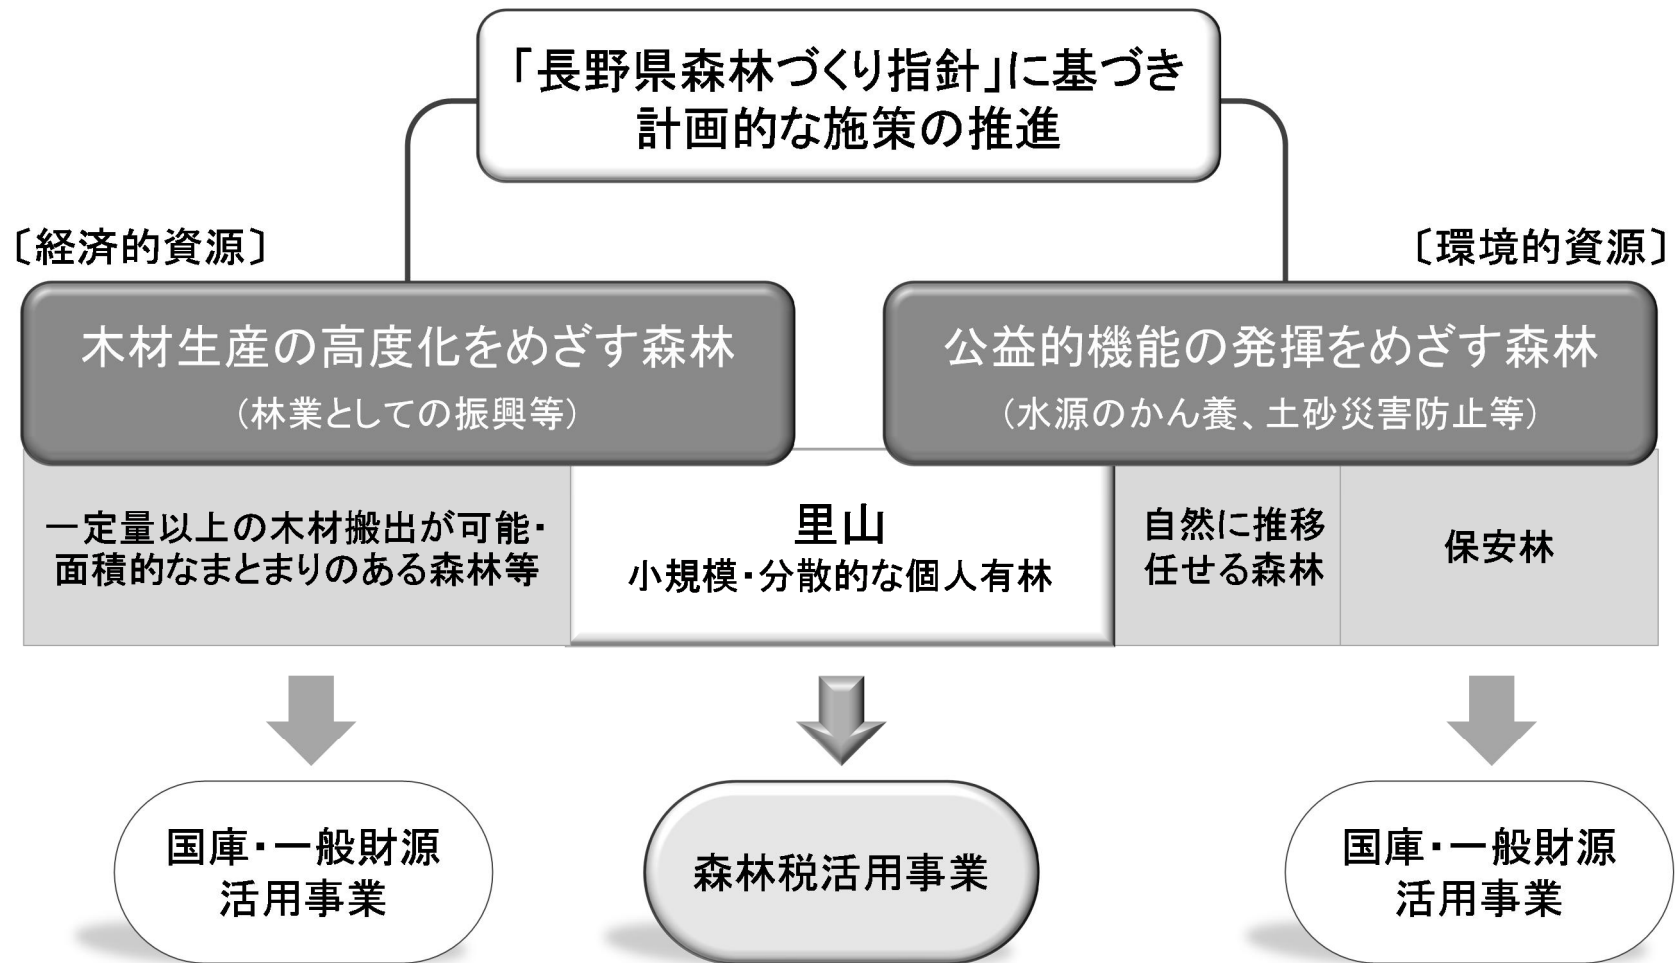 「長野県森林づくり指針」に基づき
計画的な施策の推進
〔経済的資源〕
〔環境的資源〕
木材生産の高度化をめざす森林
（林業としての振興等）
公益的機能の発揮をめざす森林
（水源のかん養、土砂災害防止等）
一定量以上の木材搬出が可能・
面積的なまとまりのある森林等
里山
小規模・分散的な個人有林
自然に推移
任せる森林
保安林
国庫・一般財源
活用事業
森林税活用事業
国庫・一般財源
活用事業